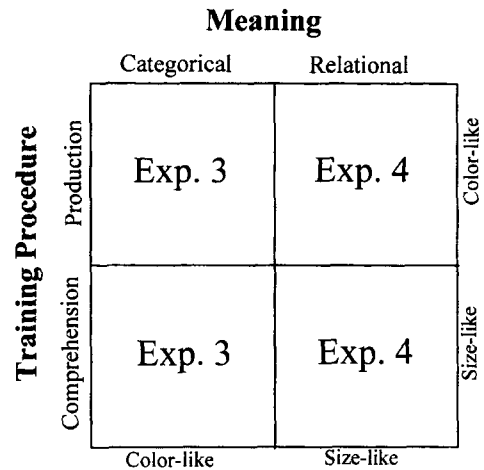 Meaning
Categorical Relational
Training Procedure
Production
Exp. 3 Exp. 4
Color-like
Comprehension
Exp. 3 Exp. 4
Size-like
Color-like Size-like